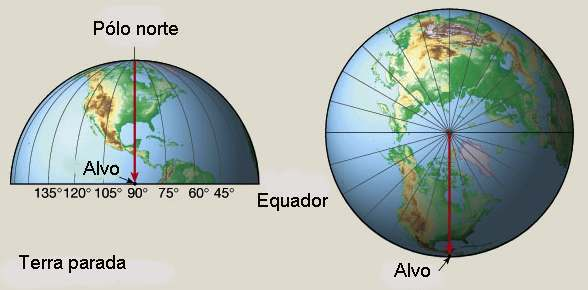 Pólo norte
Alvo
135° 120° 105° 90° 75° 60° 45°
Equador
Terra parada
Alvo